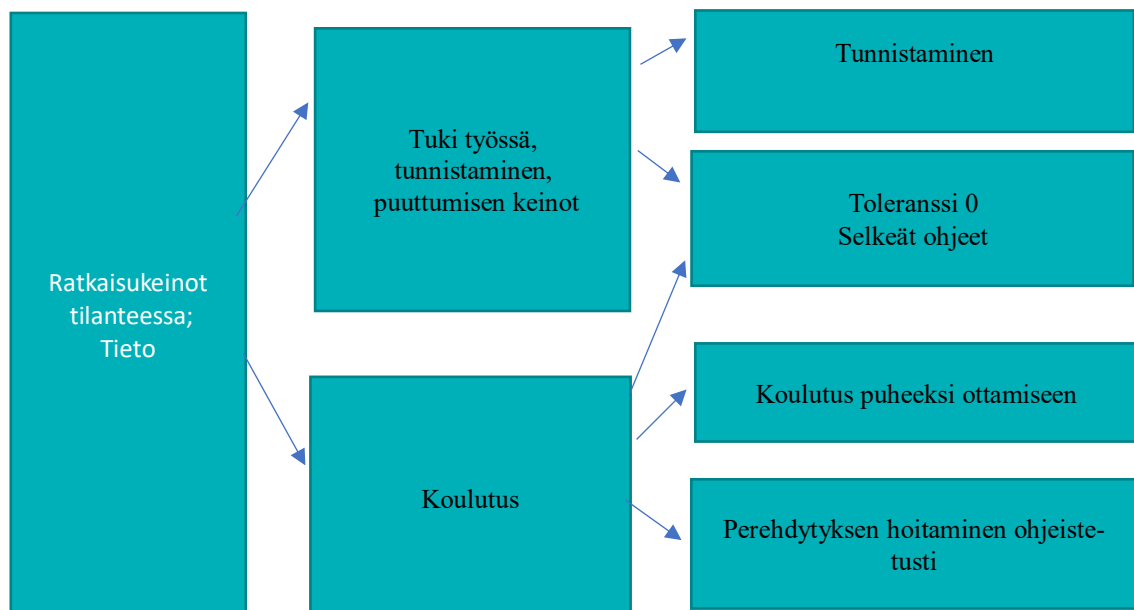 Ratkaisukeinot
tilanteessa;
Tieto
Tuki työssä,
tunnistaminen,
puuttumisen keinot
Koulutus
Tunnistaminen
Toleranssi 0
Selkeät ohjeet
Koulutus puheeksi ottamiseen
Perehdytyksen hoitaminen ohjeiste-
tusti